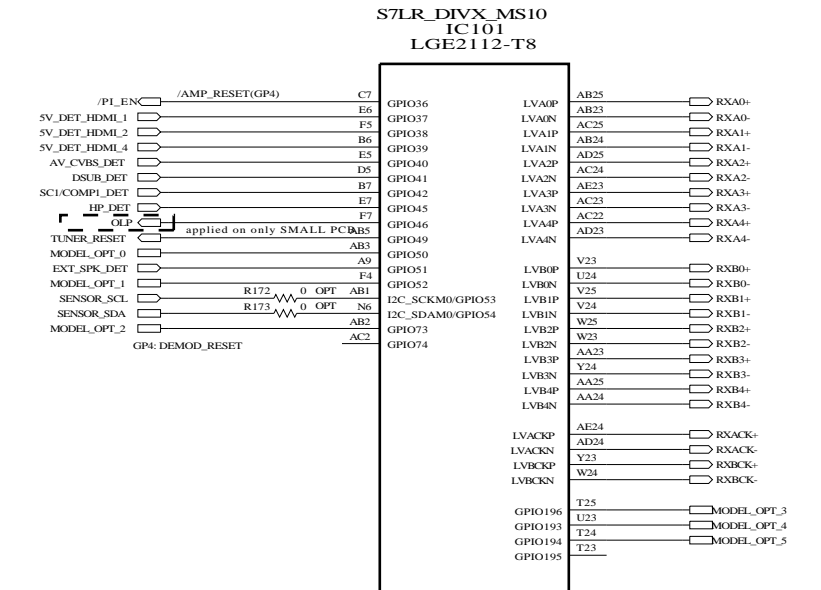 S7LR_DIVX_MS10
IC101
LGE2112-T8
/PI_EN /AMP_RESET(GP4) C7 GPIO36
5V_DET_HDMI_1 E6 GPIO37
5V_DET_HDMI_2 F5 GPIO38
5V_DET_HDMI_4 B6 GPIO39
AV_CVBS_DET E5 GPIO40
DSUB_DET D5 GPIO41
SC1/COMP1_DET B7 GPIO42
HP_DET E7 GPIO45
OLP F7 GPIO46
applied on only SMALL PCB
TUNER_RESET AB5 GPIO49
MODEL_OPT_0 AB3 GPIO50
EXT_SPK_DET A9 GPIO51
MODEL_OPT_1 F4 GPIO52
SENSOR_SCL R172 0 OPT AB1 I2C_SCKM0/GPIO53
SENSOR_SDA R173 0 OPT N6 I2C_SDAM0/GPIO54
MODEL_OPT_2 AB2 GPIO73
GP4: DEMOD_RESET AC2 GPIO74
LVA0P AB25 RXA0+
LVA0N AB23 RXA0-
LVA1P AC25 RXA1+
LVA1N AB24 RXA1-
LVA2P AD25 RXA2+
LVA2N AC24 RXA2-
LVA3P AE23 RXA3+
LVA3N AC23 RXA3-
LVA4P AC22 RXA4+
LVA4N AD23 RXA4-
LVB0P V23 RXB0+
LVB0N U24 RXB0-
LVB1P V25 RXB1+
LVB1N V24 RXB1-
LVB2P W25 RXB2+
LVB2N W23 RXB2-
LVB3P AA23 RXB3+
LVB3N Y24 RXB3-
LVB4P AA25 RXB4+
LVB4N AA24 RXB4-
LVACKP AE24 RXACK+
LVACKN AD24 RXACK-
LVBCKP Y23 RXBCK+
LVBCKN W24 RXBCK-
GPIO196 T25 MODEL_OPT_3
GPIO193 U23 MODEL_OPT_4
GPIO194 T24 MODEL_OPT_5
GPIO195 T23